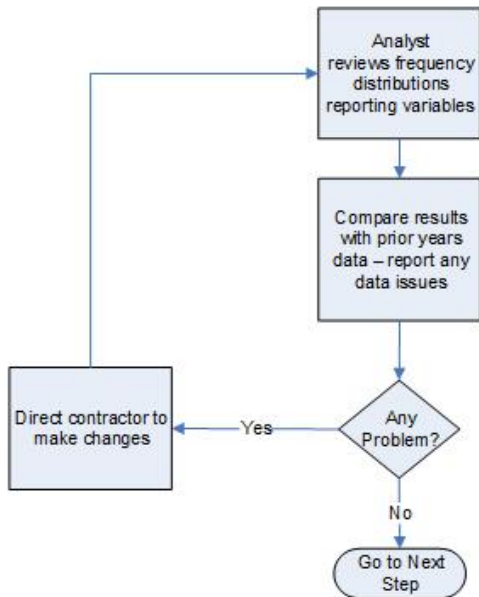 Analyst
reviews frequency
distributions
reporting variables
Compare results
with prior years
data – report any
data issues
Direct contractor to
make changes
Yes
Any
Problem?
No
Go to Next
Step